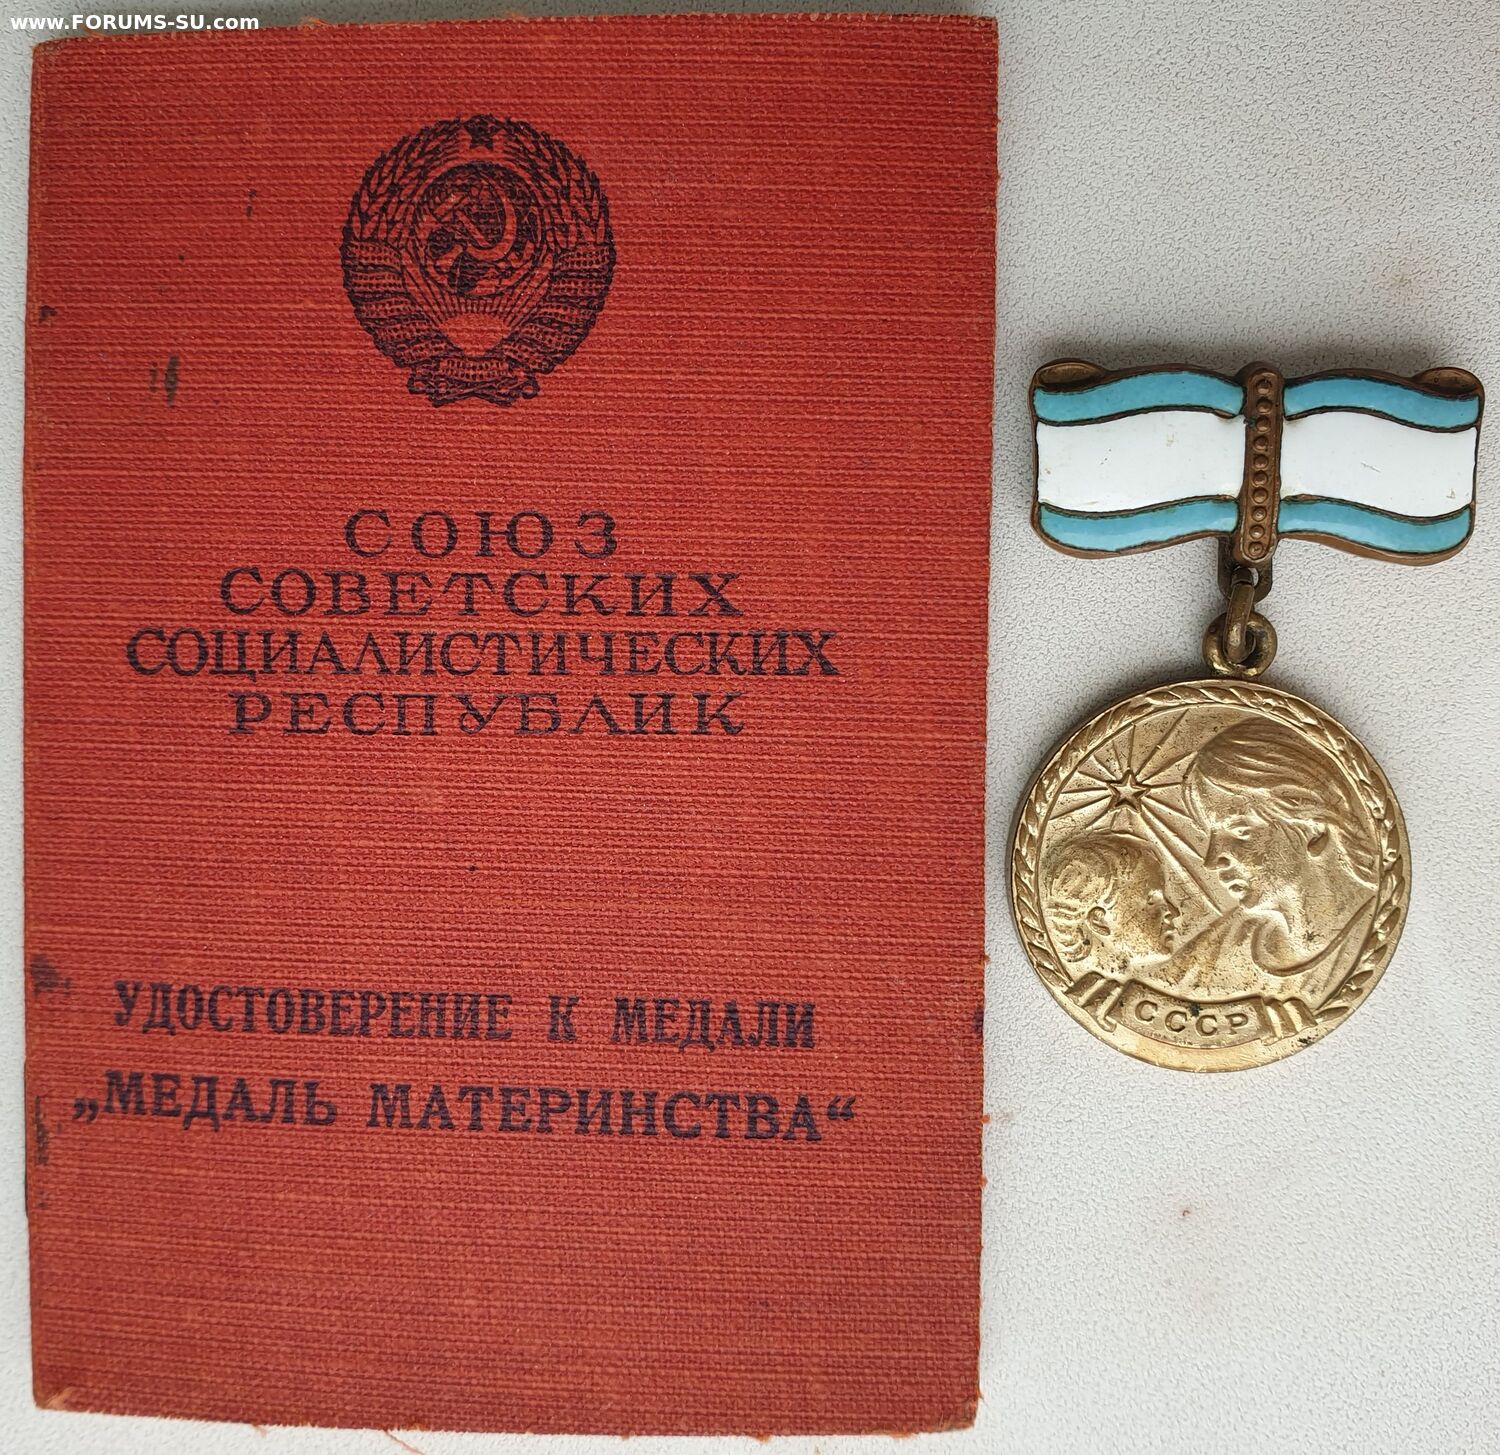 www.FORUMS-SU.com
СОЮЗ
СОВЕТСКИХ
СОЦИАЛИСТИЧЕСКИХ
РЕСПУБЛИК
УДОСТОВЕРЕНИЕ К МЕДАЛИ
„МЕДАЛЬ МАТЕРИНСТВА“
СССР